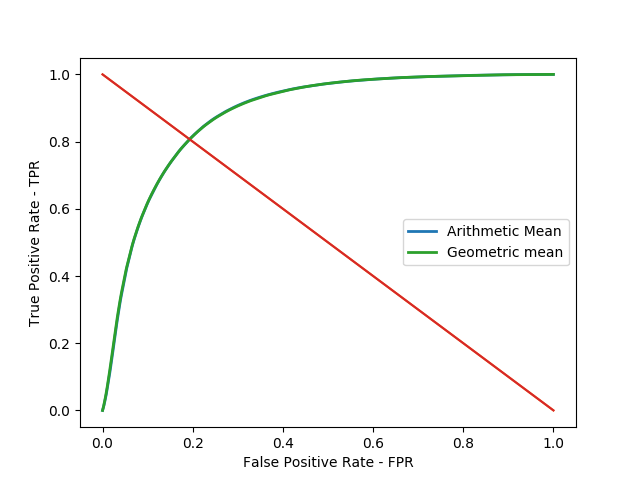 1.0
0.8
0.6
0.4
0.2
0.0
True Positive Rate - TPR
Arithmetic Mean
Geometric mean
0.0 0.2 0.4 0.6 0.8 1.0
False Positive Rate - FPR